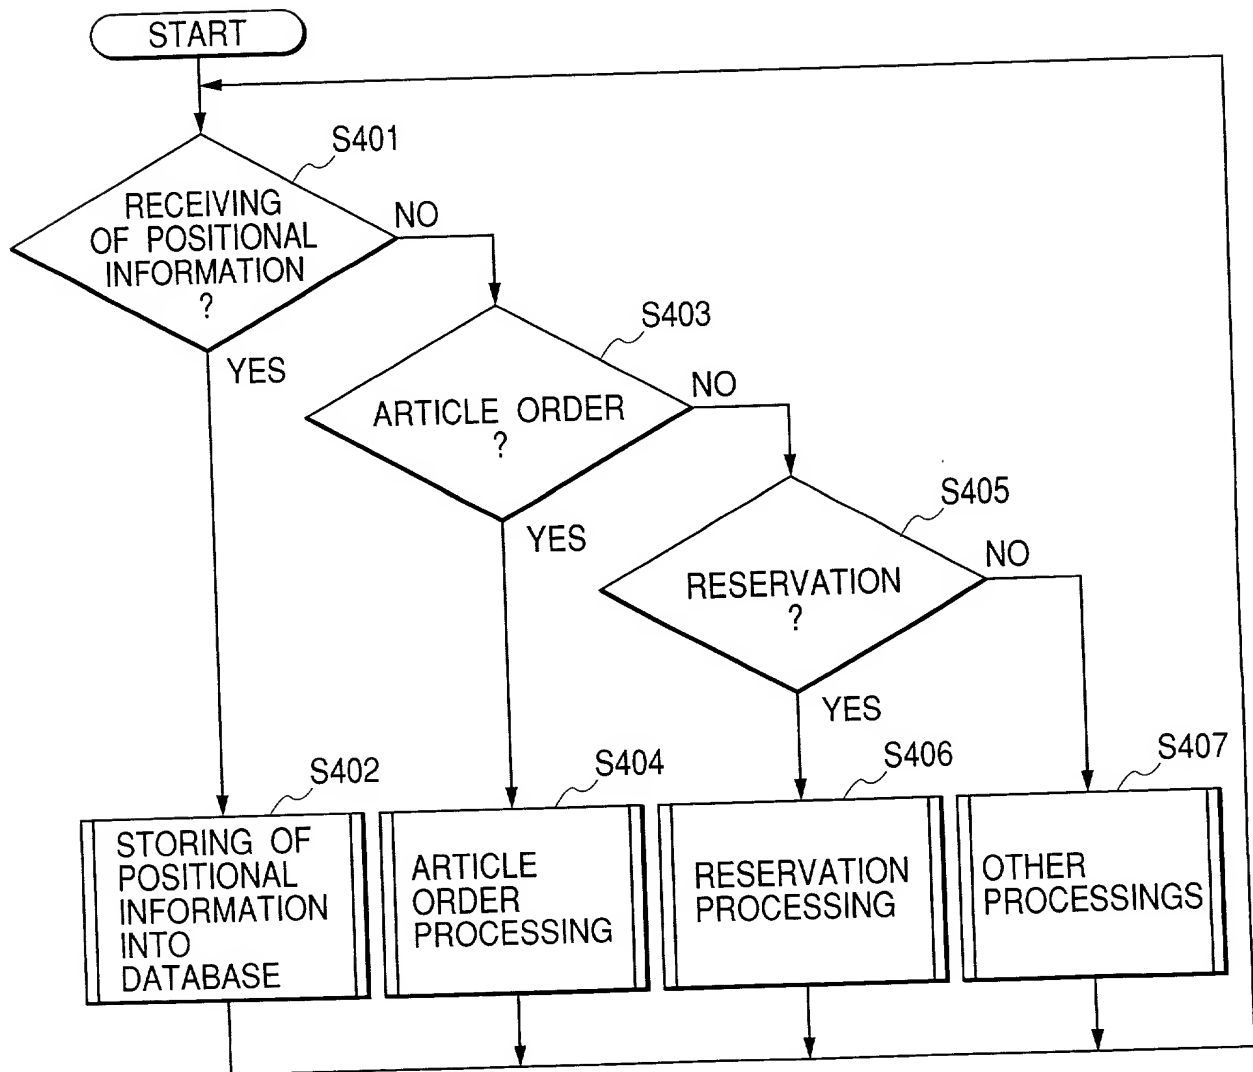 START
S401
RECEIVING
OF POSITIONAL
INFORMATION
?
NO
YES
S403
ARTICLE ORDER
?
NO
YES
S405
RESERVATION
?
NO
YES
S402
STORING OF
POSITIONAL
INFORMATION
INTO
DATABASE
S404
ARTICLE
ORDER
PROCESSING
S406
RESERVATION
PROCESSING
S407
OTHER
PROCESSINGS